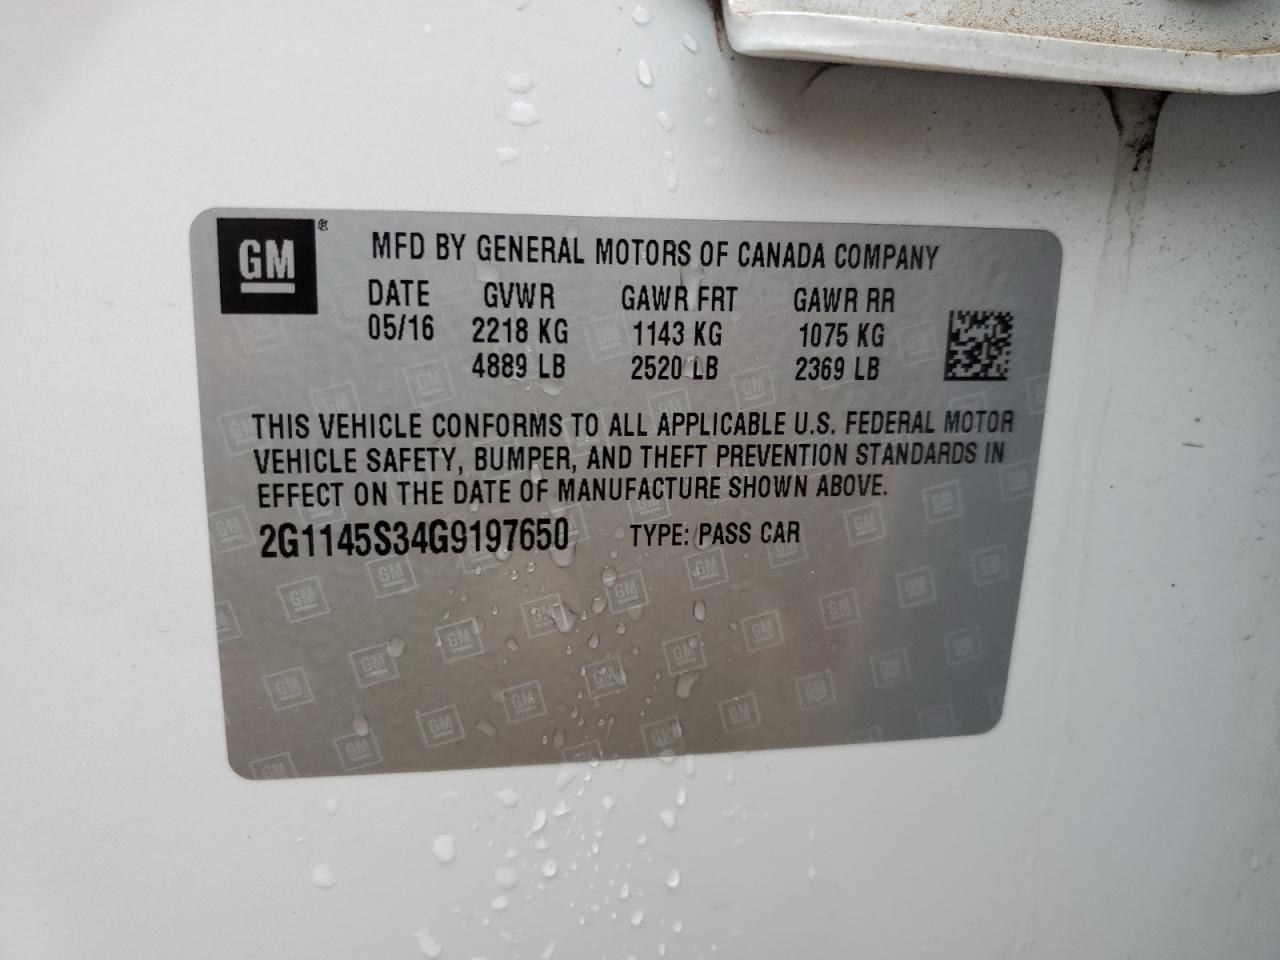 GM®
MFD BY GENERAL MOTORS OF CANADA COMPANY
DATE GVWR GAWR FRT GAWR RR
05/16 2218 KG 1143 KG 1075 KG
4889 LB 2520 LB 2369 LB
THIS VEHICLE CONFORMS TO ALL APPLICABLE U.S. FEDERAL MOTOR
VEHICLE SAFETY, BUMPER, AND THEFT PREVENTION STANDARDS IN
EFFECT ON THE DATE OF MANUFACTURE SHOWN ABOVE.
2G1145S34G9197650 TYPE: PASS CAR